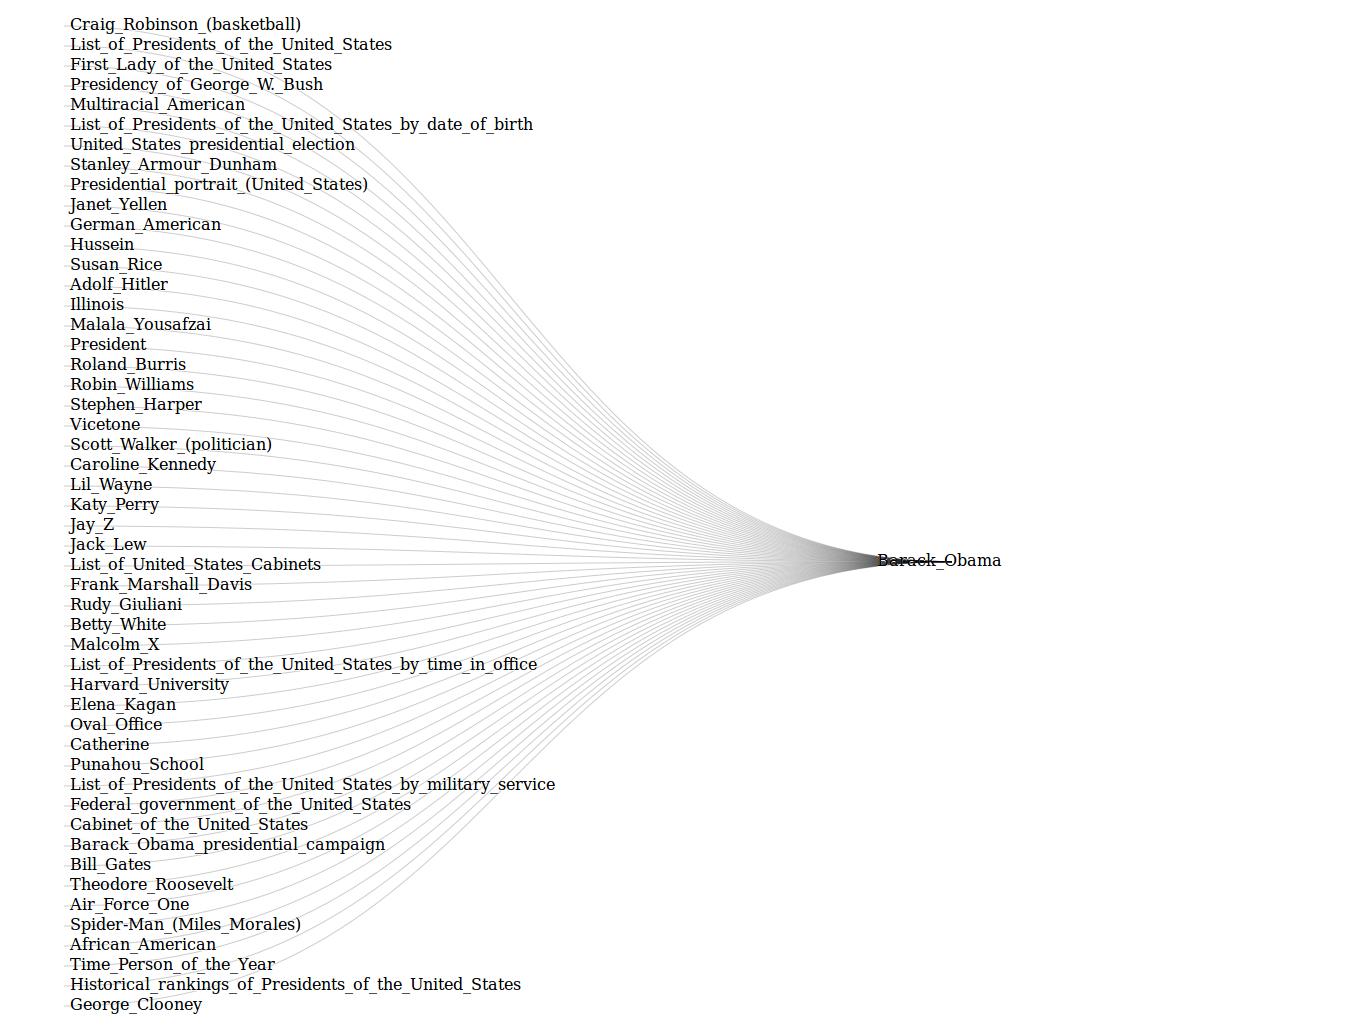 Craig_Robinson_(basketball)
List_of_Presidents_of_the_United_States
First_Lady_of_the_United_States
Presidency_of_George_W._Bush
Multiracial_American
List_of_Presidents_of_the_United_States_by_date_of_birth
United_States_presidential_election
Stanley_Armour_Dunham
Presidential_portrait_(United_States)
Janet_Yellen
German_American
Hussein
Susan_Rice
Adolf_Hitler
Illinois
Malala_Yousafzai
President
Roland_Burris
Robin_Williams
Stephen_Harper
Vicetone
Scott_Walker_(politician)
Caroline_Kennedy
Lil_Wayne
Katy_Perry
Jay_Z
Jack_Lew
List_of_United_States_Cabinets
Barack_Obama
Frank_Marshall_Davis
Rudy_Giuliani
Betty_White
Malcolm_X
List_of_Presidents_of_the_United_States_by_time_in_office
Harvard_University
Elena_Kagan
Oval_Office
Catherine
Punahou_School
List_of_Presidents_of_the_United_States_by_military_service
Federal_government_of_the_United_States
Cabinet_of_the_United_States
Barack_Obama_presidential_campaign
Bill_Gates
Theodore_Roosevelt
Air_Force_One
Spider-Man_(Miles_Morales)
African_American
Time_Person_of_the_Year
Historical_rankings_of_Presidents_of_the_United_States
George_Clooney